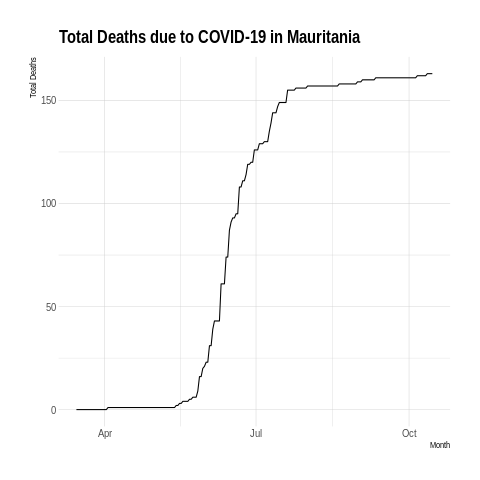 Total Deaths due to COVID-19 in Mauritania
Total Deaths
150
100
50
0
Apr
Jul
Oct
Month